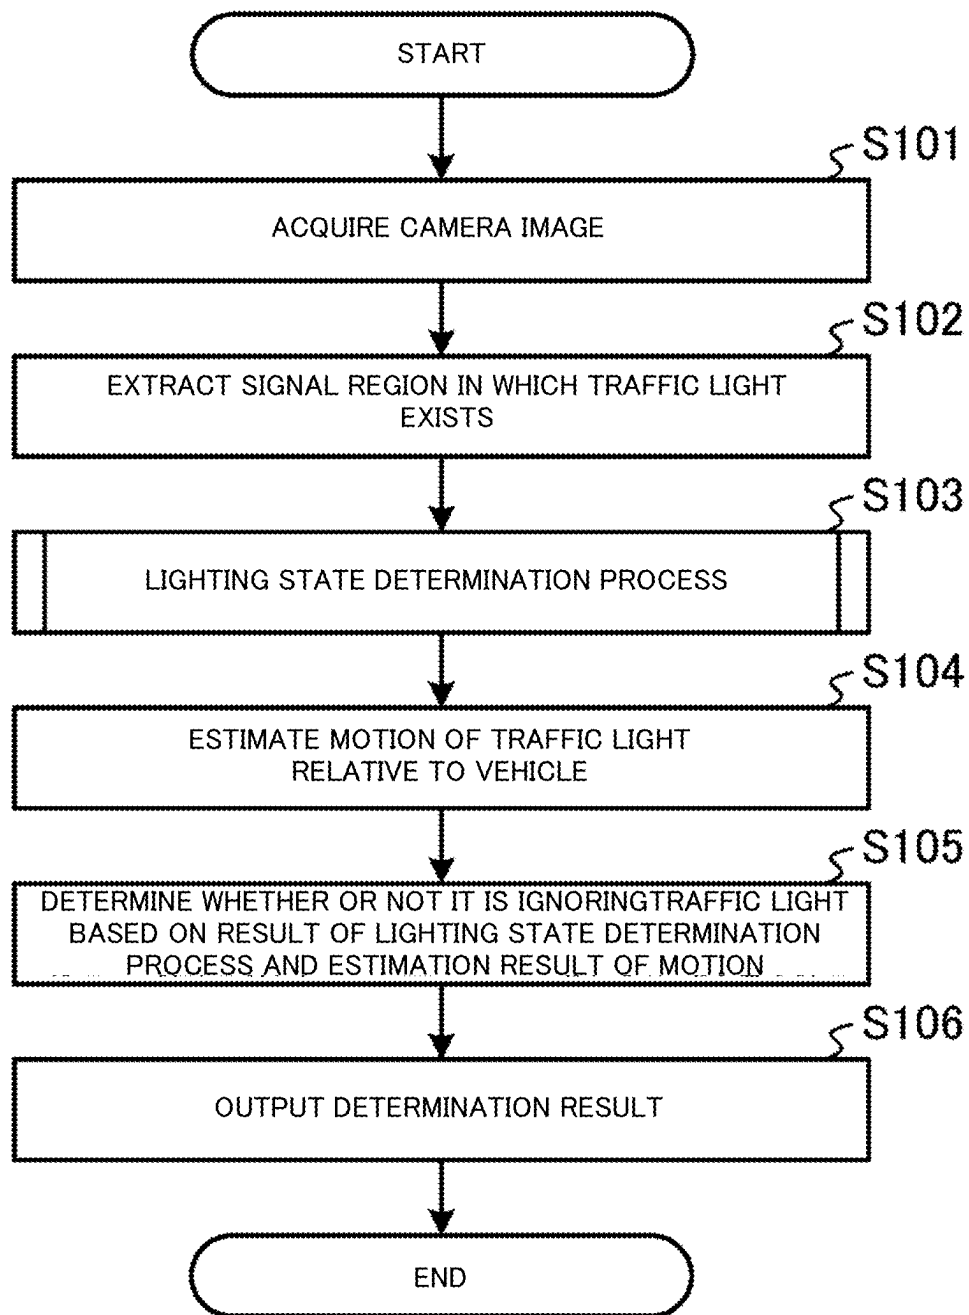 START
S101
ACQUIRE CAMERA IMAGE
S102
EXTRACT SIGNAL REGION IN WHICH TRAFFIC LIGHT
EXISTS
S103
LIGHTING STATE DETERMINATION PROCESS
S104
ESTIMATE MOTION OF TRAFFIC LIGHT
RELATIVE TO VEHICLE
S105
DETERMINE WHETHER OR NOT IT IS IGNORINGTRAFFIC LIGHT
BASED ON RESULT OF LIGHTING STATE DETERMINATION
PROCESS AND ESTIMATION RESULT OF MOTION
S106
OUTPUT DETERMINATION RESULT
END